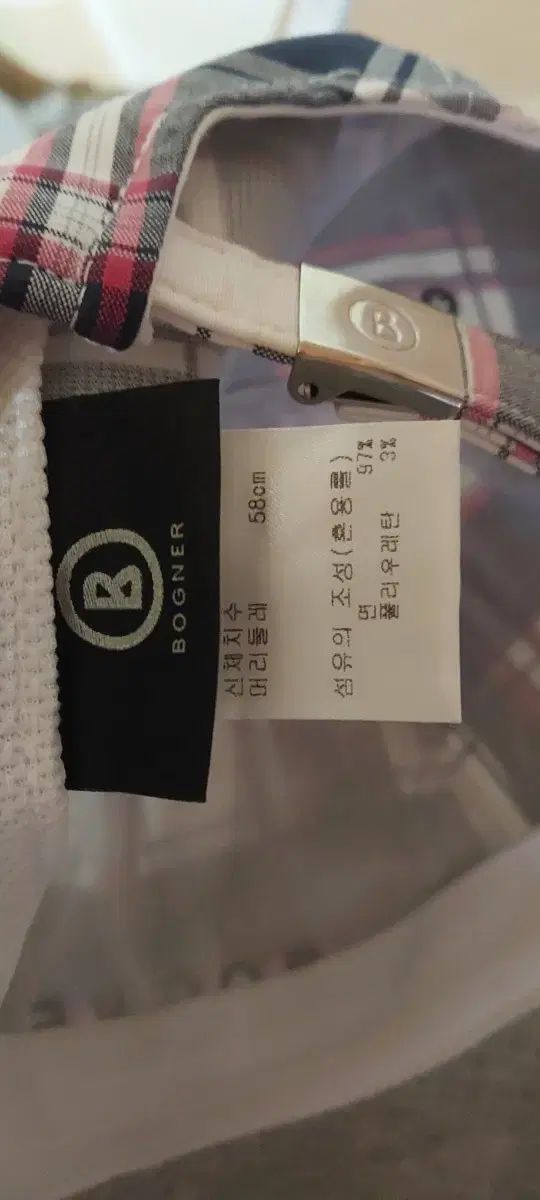 B
B
BOGNER
신체치수
머리둘레 58cm
섬유의 조성(혼용률)
면 97%
폴리우레탄 3%